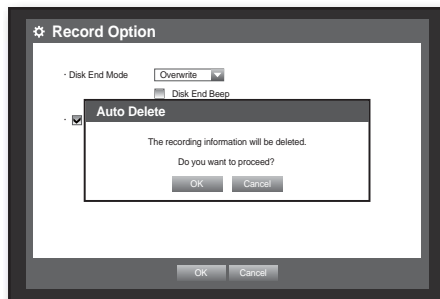 Record Option
· Disk End Mode Overwrite
Disk End Beep
·
Auto Delete
The recording information will be deleted.
Do you want to proceed?
OK Cancel
OK Cancel